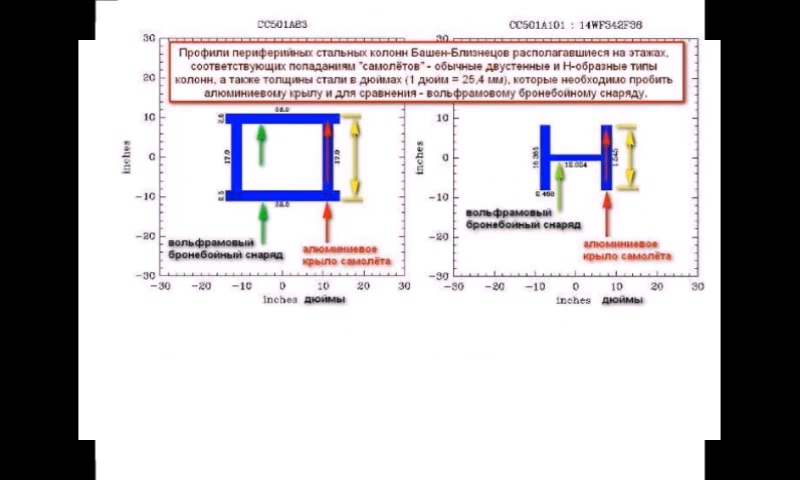 CC501A83
CC501A101 : 14WF342F36
Профили периферийных стальных колонн Башен-Близнецов располагавшиеся на этажах,
соответствующих попаданиям "самолётов" - обычные двустенные и Н-образные типы
колонн, а также толщины стали в дюймах (1 дюйм = 25,4 мм), которые необходимо пробить
алюминиевому крылу и для сравнения - вольфрамовому бронебойному снаряду.
30
20
10
0
-10
-20
-30
inches
17.0
17.0
вольфрамовый
бронебойный снаряд
алюминиевое
крыло самолёта
-30 -20 -10 0 10 20 30
inches дюймы
30
20
10
0
-10
-20
-30
inches
вольфрамовый
бронебойный снаряд
алюминиевое
крыло самолёта
-30 -20 -10 0 10 20 30
inches дюймы